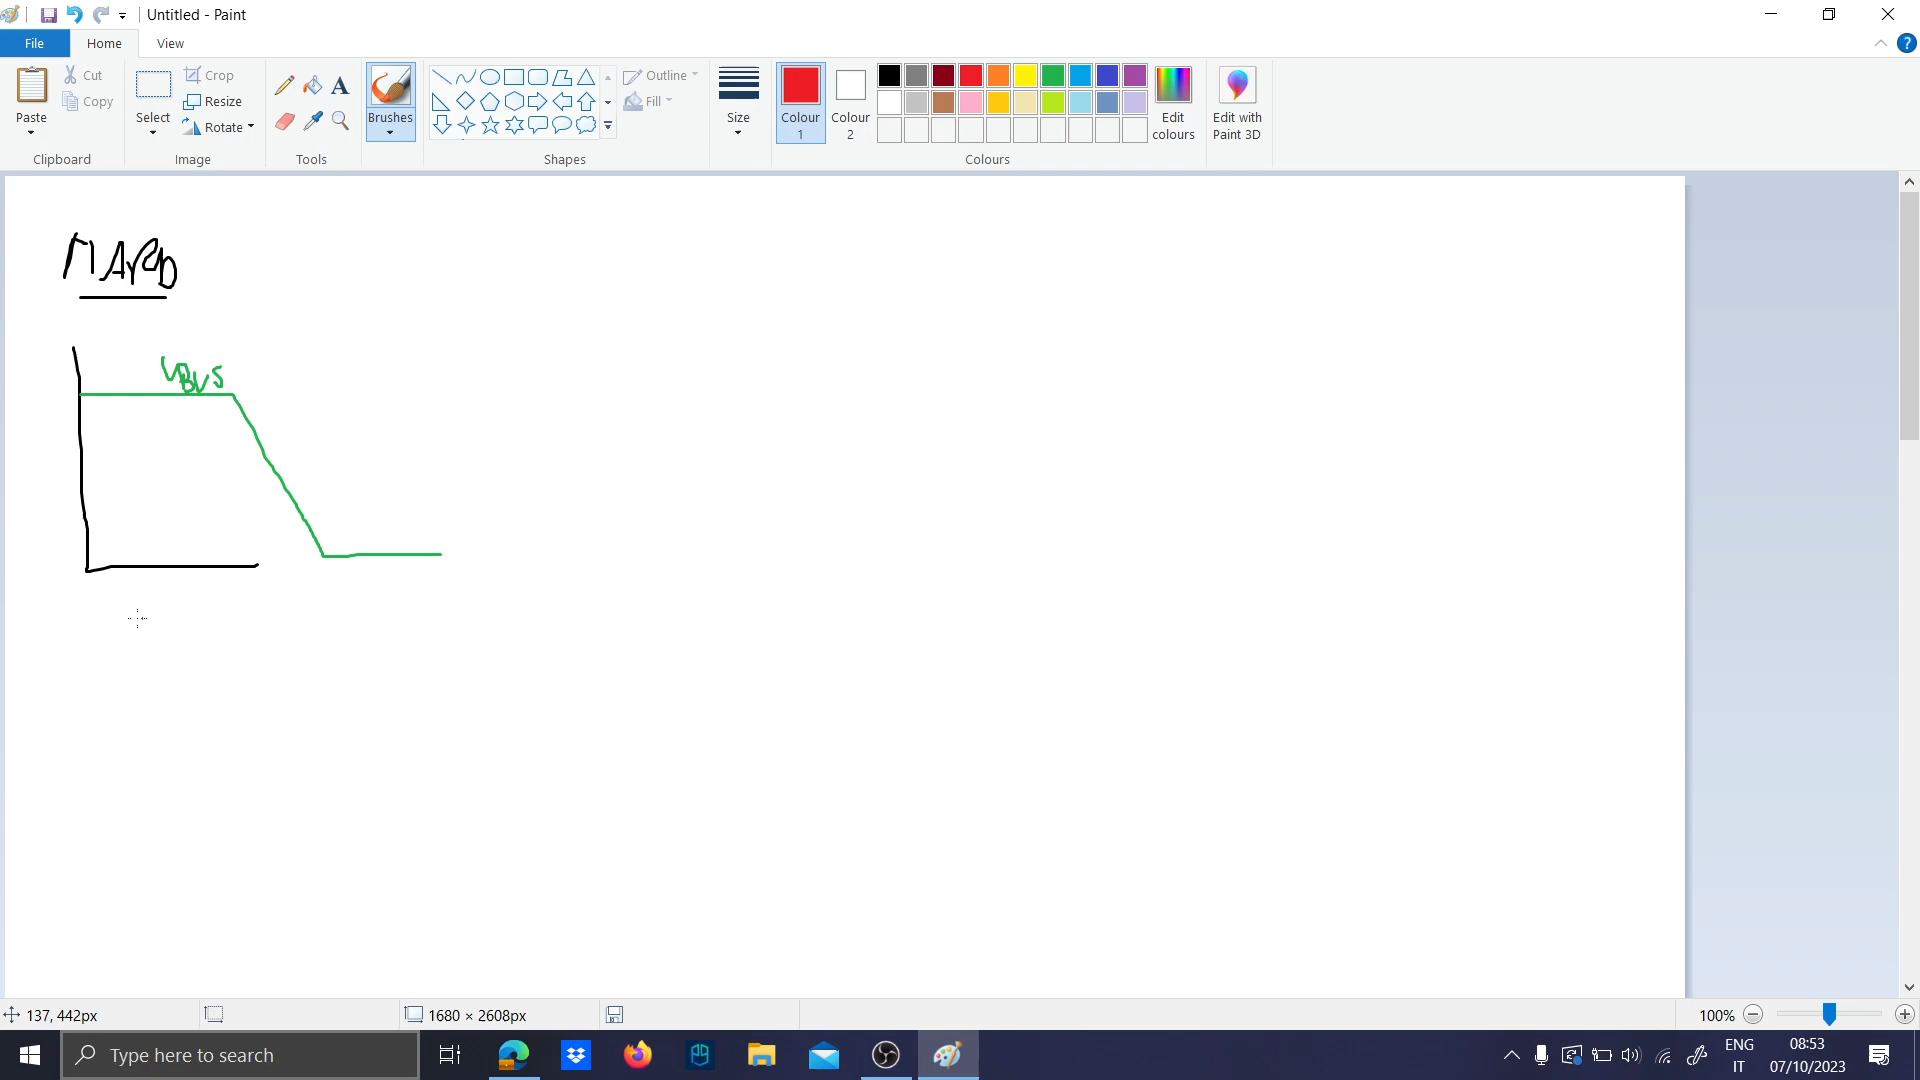 Untitled - Paint
File Home View
Paste
Cut
Copy
Clipboard
Select
Crop
Resize
Rotate
Image
Tools
Brushes
Outline
Fill
Shapes
Size
Colour 1
Colour 2
Edit colours
Colours
Edit with Paint 3D
VBUS
137, 442px
1680 × 2608px
100%
Type here to search
ENG
IT
08:53
07/10/2023